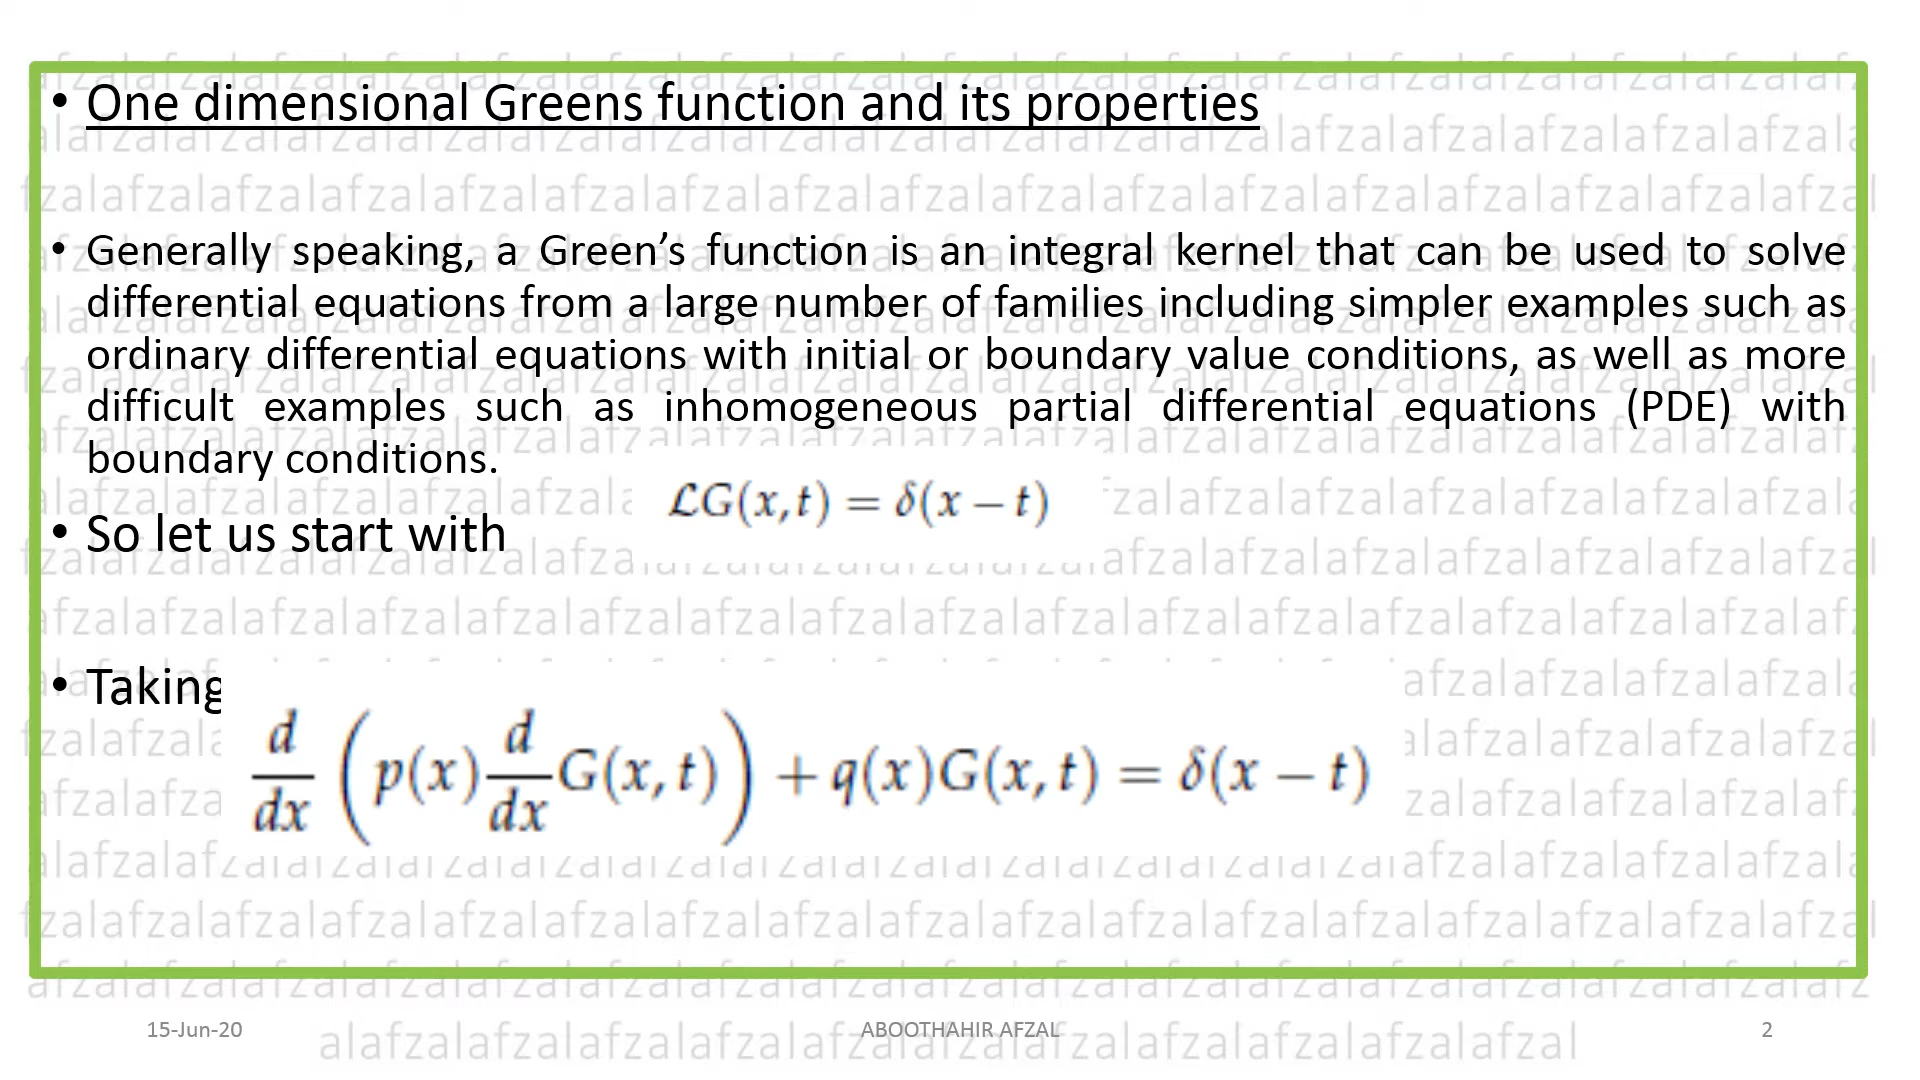 • One dimensional Greens function and its properties
• Generally speaking, a Green’s function is an integral kernel that can be used to solve
differential equations from a large number of families including simpler examples such as
ordinary differential equations with initial or boundary value conditions, as well as more
difficult examples such as inhomogeneous partial differential equations (PDE) with
boundary conditions.
ℒG(x,t) = δ(x − t)
• So let us start with
• Taking
d/dx (p(x) d/dx G(x,t)) + q(x)G(x,t) = δ(x − t)
15-Jun-20
ABOOTHAHIR AFZAL
2